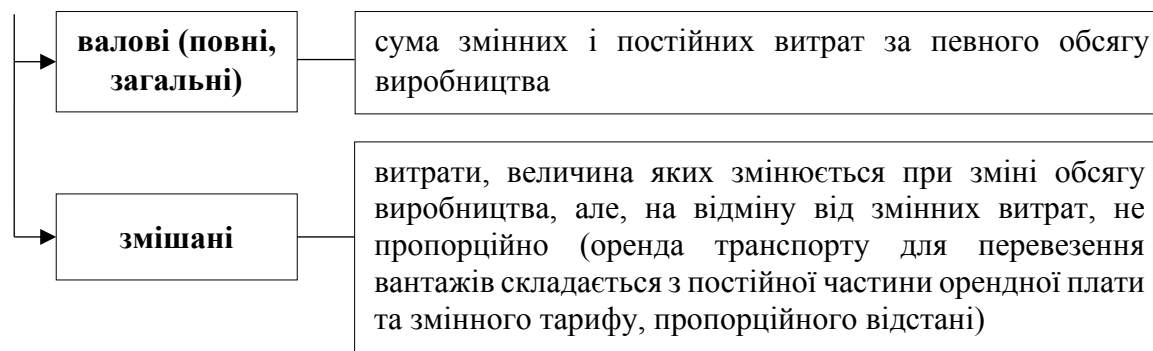 валові (повні,
загальні)
сума змінних і постійних витрат за певного обсягу
виробництва
змішані
витрати, величина яких змінюється при зміні обсягу
виробництва, але, на відміну від змінних витрат, не
пропорційно (оренда транспорту для перевезення
вантажів складається з постійної частини орендної плати
та змінного тарифу, пропорційного відстані)